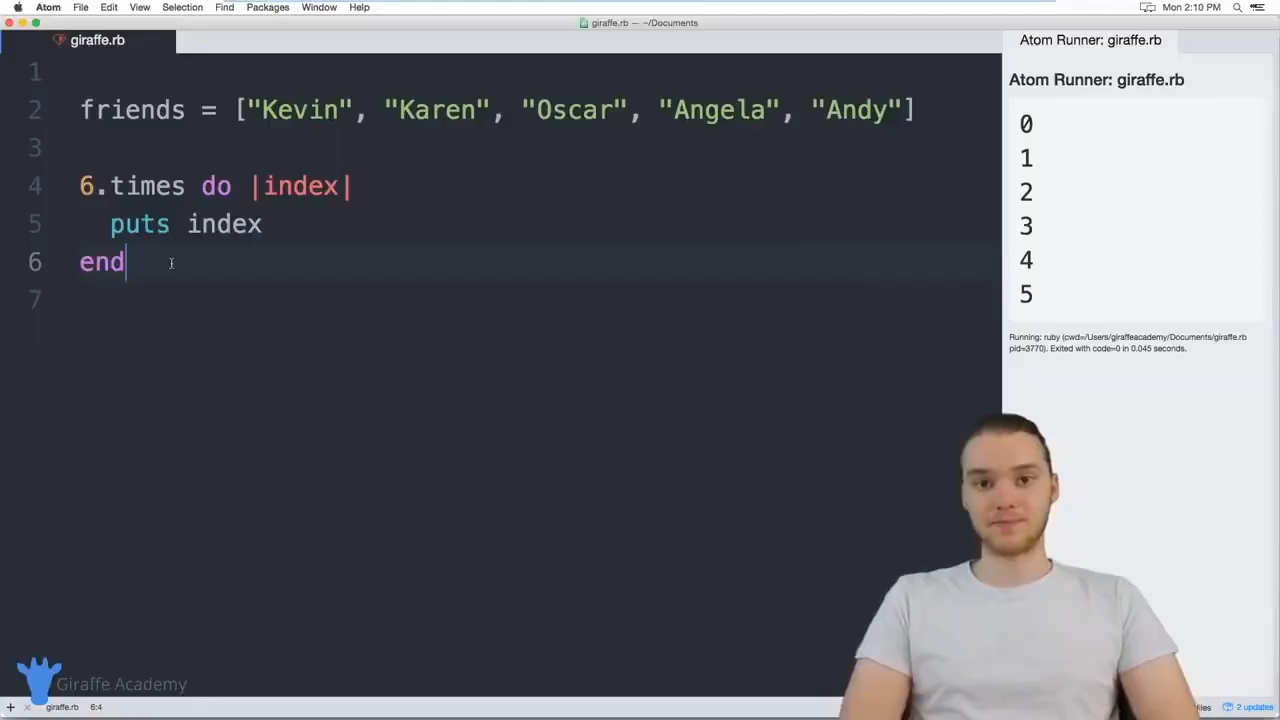 Atom File Edit View Selection Find Packages Window Help Mon 2:10 PM
giraffe.rb — ~/Documents
giraffe.rb
Atom Runner: giraffe.rb
1
2 friends = ["Kevin", "Karen", "Oscar", "Angela", "Andy"]
3
4 6.times do |index|
5   puts index
6 end
7
Atom Runner: giraffe.rb
0
1
2
3
4
5
Running: ruby (cwd=/Users/giraffeacademy/Documents/giraffe.rb
pid=3770). Exited with code=0 in 0.045 seconds.
Giraffe Academy
+ × giraffe.rb 6:4 files 2 updates